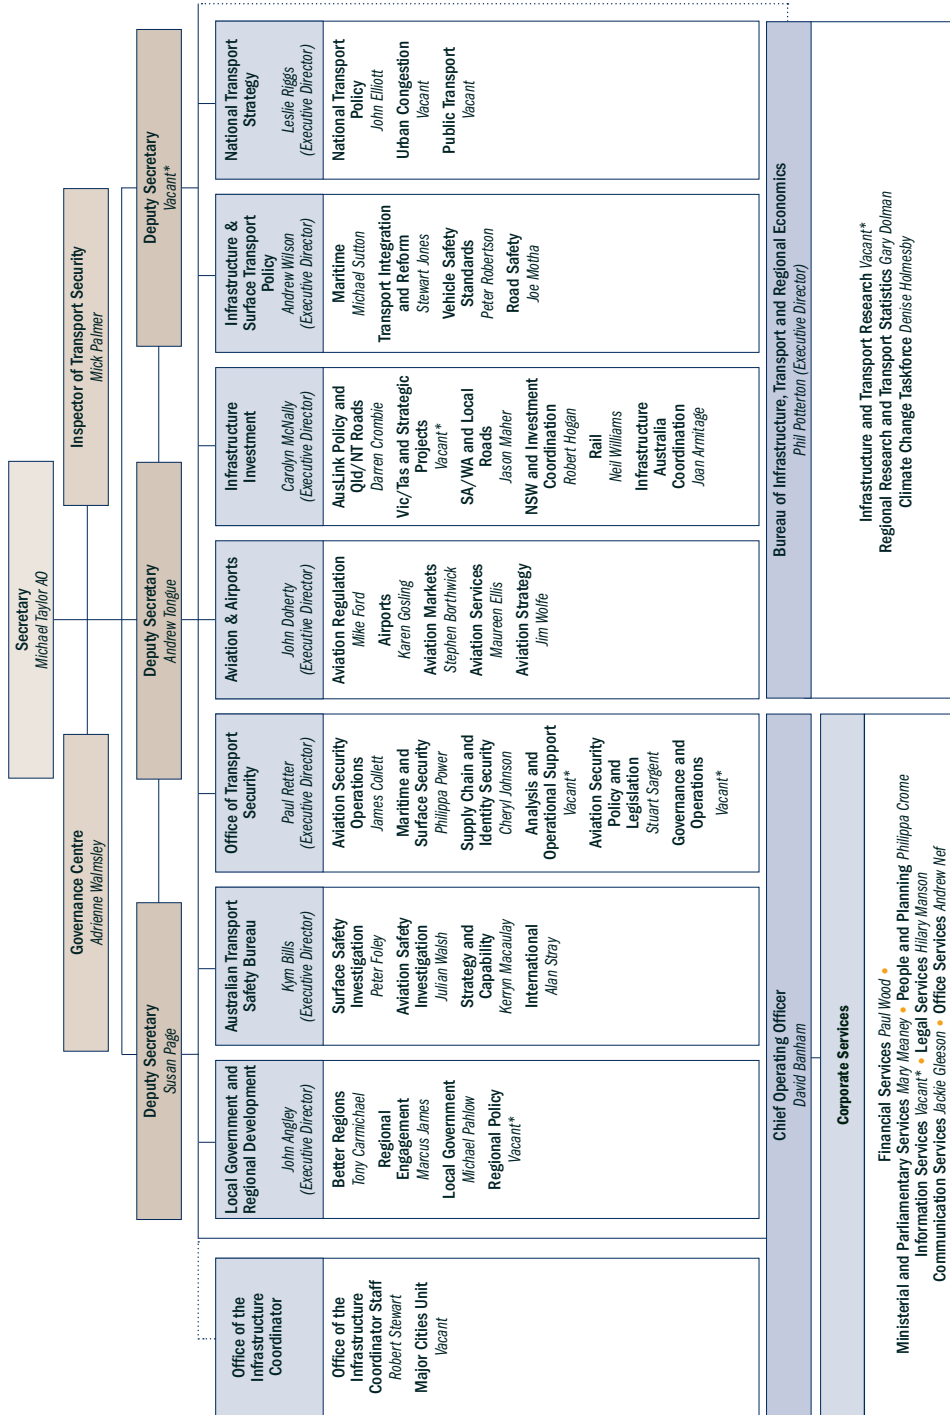 Secretary
Michael Taylor AO
Governance Centre
Adrienne Walmsley
Inspector of Transport Security
Mick Palmer
Deputy Secretary
Susan Page
Deputy Secretary
Andrew Tongue
Deputy Secretary
Vacant*
Office of the
Infrastructure
Coordinator
Office of the
Infrastructure
Coordinator Staff
Robert Stewart
Major Cities Unit
Vacant
Local Government and
Regional Development
John Angley
(Executive Director)
Better Regions
Tony Carmichael
Regional
Engagement
Marcus James
Local Government
Michael Pahlow
Regional Policy
Vacant*
Australian Transport
Safety Bureau
Kym Bills
(Executive Director)
Surface Safety
Investigation
Peter Foley
Aviation Safety
Investigation
Julian Walsh
Strategy and
Capability
Kerryn Macaulay
International
Alan Stray
Office of Transport
Security
Paul Retter
(Executive Director)
Aviation Security
Operations
James Collett
Maritime and
Surface Security
Philippa Power
Supply Chain and
Identity Security
Cheryl Johnson
Analysis and
Operational Support
Vacant*
Aviation Security
Policy and
Legislation
Stuart Sargent
Governance and
Operations
Vacant*
Aviation & Airports
John Doherty
(Executive Director)
Aviation Regulation
Mike Ford
Airports
Karen Gosling
Aviation Markets
Stephen Borthwick
Aviation Services
Maureen Ellis
Aviation Strategy
Jim Wolfe
Infrastructure
Investment
Carolyn McNally
(Executive Director)
AusLink Policy and
Qld/NT Roads
Darren Crombie
Vic/Tas and Strategic
Projects
Vacant*
SA/WA and Local
Roads
Jason Maher
NSW and Investment
Coordination
Robert Hogan
Rail
Neil Williams
Infrastructure
Australia
Coordination
Joan Armitage
Infrastructure &
Surface Transport
Policy
Andrew Wilson
(Executive Director)
Maritime
Michael Sutton
Transport Integration
and Reform
Stewart Jones
Vehicle Safety
Standards
Peter Robertson
Road Safety
Joe Motha
National Transport
Strategy
Leslie Riggs
(Executive Director)
National Transport
Policy
John Elliott
Urban Congestion
Vacant
Public Transport
Vacant
Chief Operating Officer
David Banham
Corporate Services
Financial Services Paul Wood •
Ministerial and Parliamentary Services Mary Meaney • People and Planning Philippa Crome
Information Services Vacant* • Legal Services Hilary Manson
Communication Services Jackie Gleeson • Office Services Andrew Nef
Bureau of Infrastructure, Transport and Regional Economics
Phil Potterton (Executive Director)
Infrastructure and Transport Research Vacant*
Regional Research and Transport Statistics Gary Dolman
Climate Change Taskforce Denise Holmesby